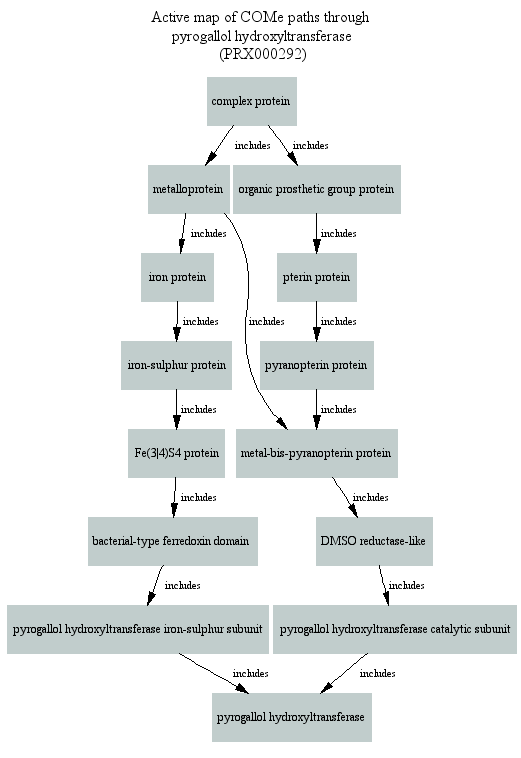 Active map of COMe paths through
pyrogallol hydroxyltransferase
(PRX000292)
complex protein
includes
includes
metalloprotein
organic prosthetic group protein
includes
includes
iron protein
pterin protein
includes
includes
includes
iron-sulphur protein
pyranopterin protein
includes
includes
Fe(3|4)S4 protein
metal-bis-pyranopterin protein
includes
includes
bacterial-type ferredoxin domain
DMSO reductase-like
includes
includes
pyrogallol hydroxyltransferase iron-sulphur subunit
pyrogallol hydroxyltransferase catalytic subunit
includes
includes
pyrogallol hydroxyltransferase